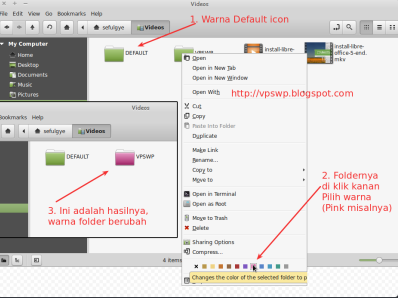 Videos
File Edit View Go Bookmarks Help
sefulgye
Videos
1. Warna Default icon
My Computer
Home
Desktop
Documents
Music
Pictures
DEFAULT
VPSWP
install-libre-
install-libre-
office-5-end.
mkv
Open
Open in New Tab
Open in New Window
Open With
http://vpswp.blogspot.com
Cut
Copy
Paste Into Folder
Duplicate
Make Link
Rename...
Copy to
Move to
Open in Terminal
Open as Root
Move to Trash
Delete
Sharing Options
Compress...
Changes the color of the selected folder to p
Videos
Bookmarks Help
sefulgye
Videos
DEFAULT
VPSWP
3. Ini adalah hasilnya,
warna folder berubah
2. Foldernya
di klik kanan
Pilih warna
(Pink misalnya)
4 items